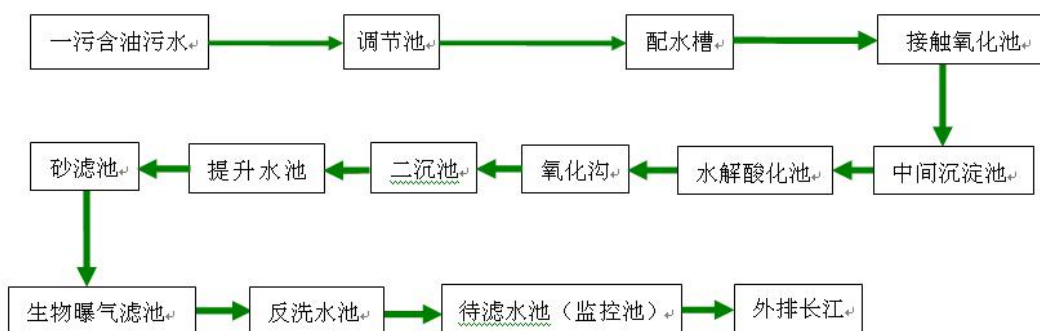 一污含油污水
调节池
配水槽
接触氧化池
中间沉淀池
水解酸化池
氧化沟
二沉池
提升水池
砂滤池
生物曝气滤池
反洗水池
待滤水池（监控池）
外排长江